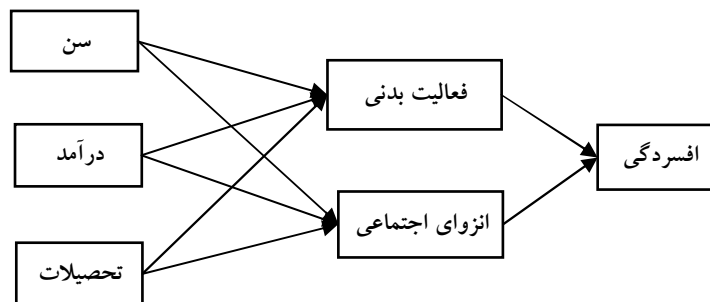 سن
درآمد
تحصیلات
فعالیت بدنی
انزوای اجتماعی
افسردگی